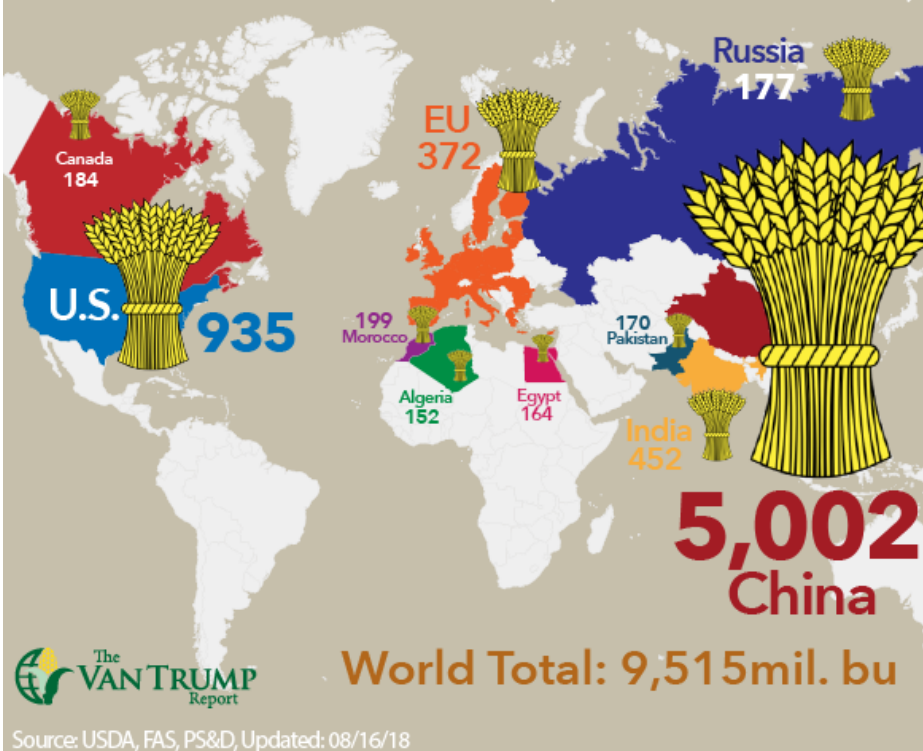 Russia
177
EU
372
Canada
184
U.S.
935
199
Morocco
170
Pakistan
Algeria
152
Egypt
164
India
452
5,002
China
The
VAN TRUMP
Report
World Total: 9,515mil. bu
Source: USDA, FAS, PS&D, Updated: 08/16/18